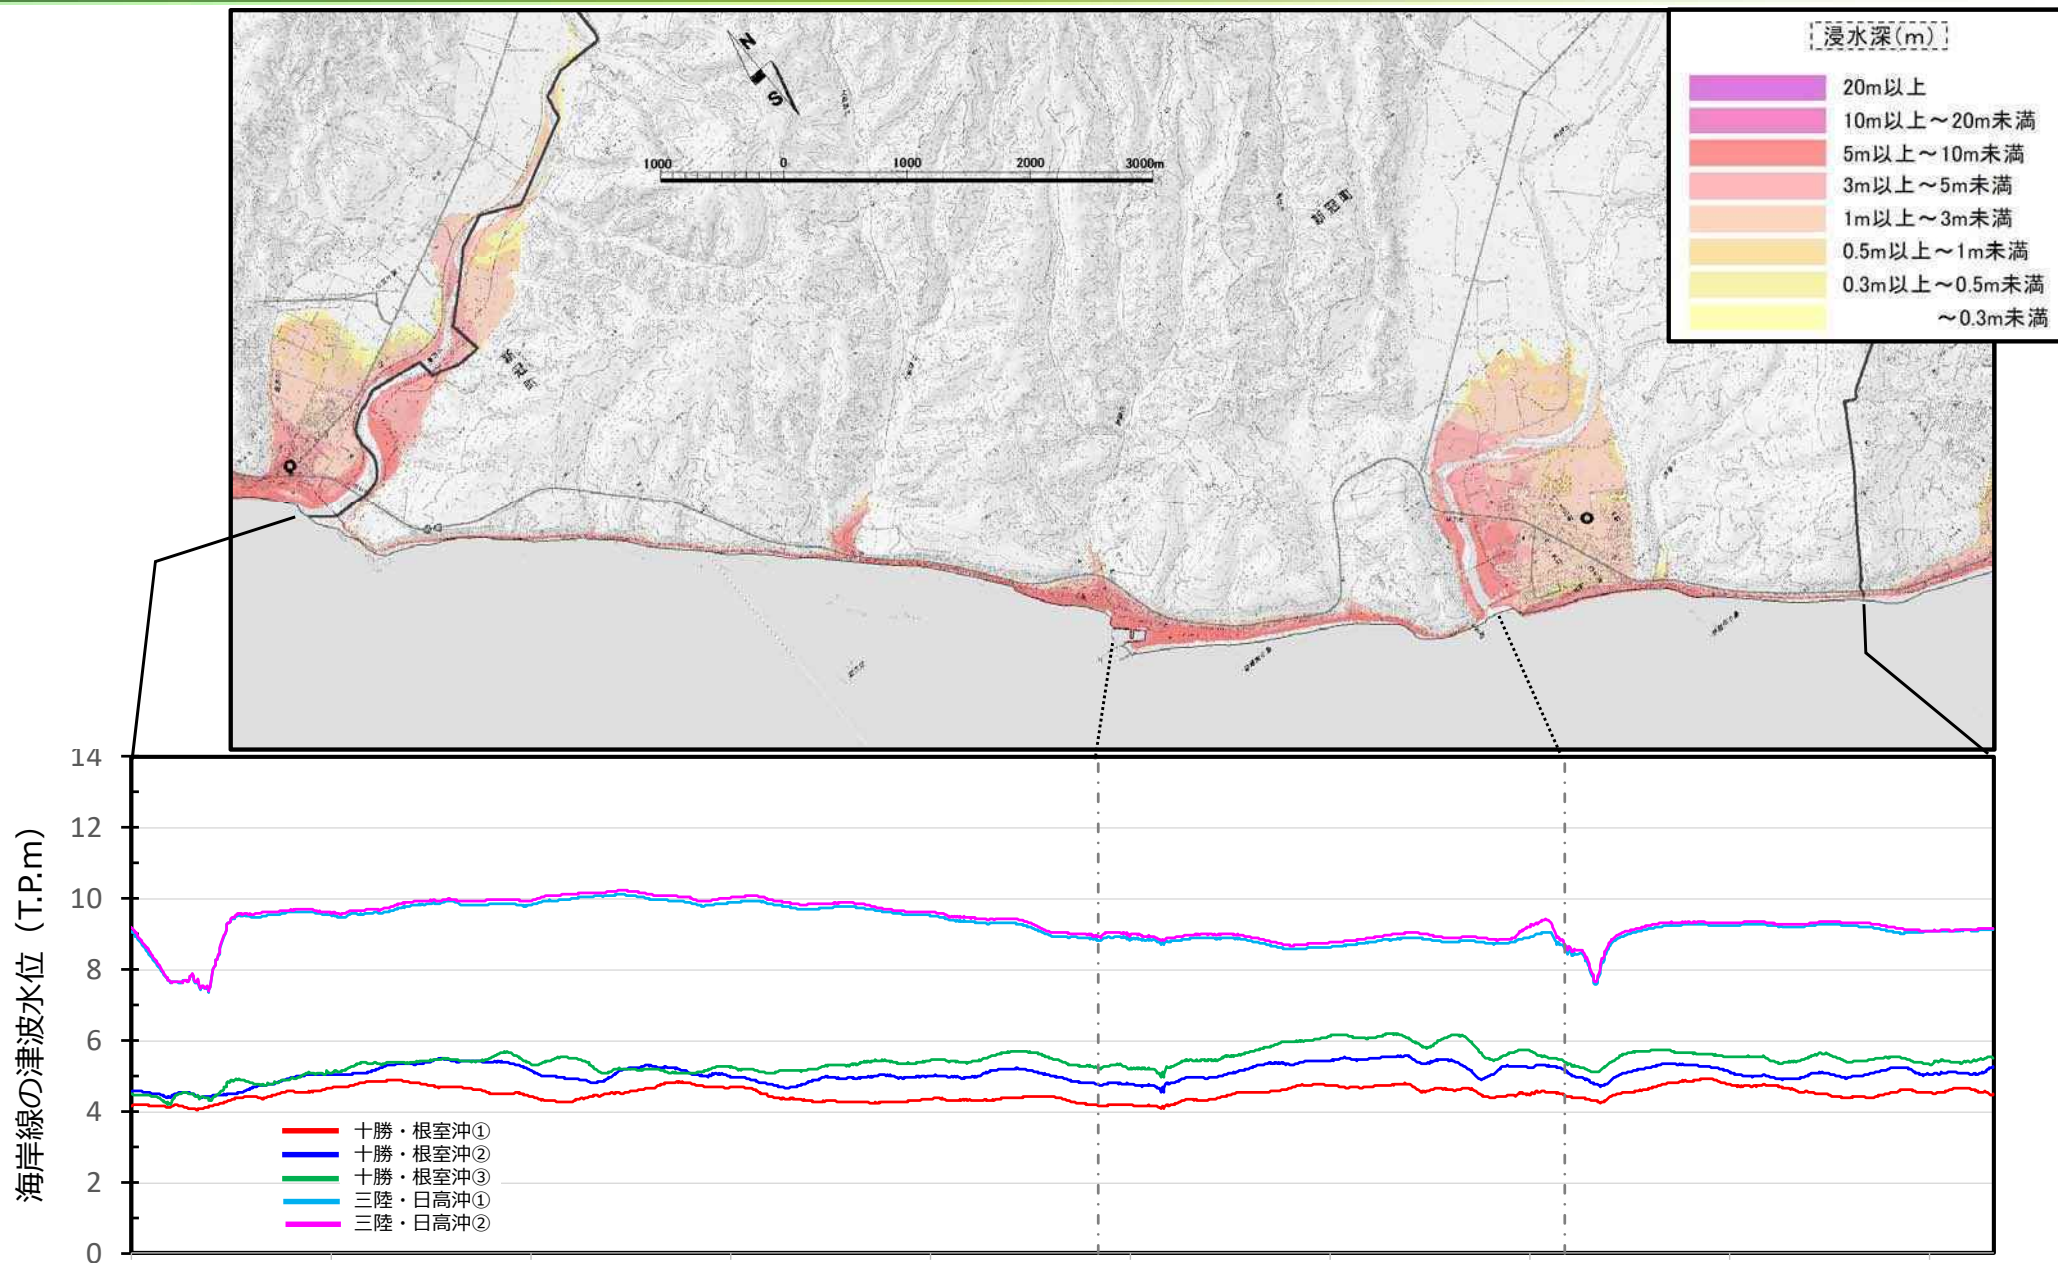 浸水深(m)
20m以上
10m以上～20m未満
5m以上～10m未満
3m以上～5m未満
1m以上～3m未満
0.5m以上～1m未満
0.3m以上～0.5m未満
～0.3m未満
N
S
1000 0 1000 2000 3000m
新冠町
新冠町
海岸線の津波水位（T.P.m）
14
12
10
8
6
4
2
0
十勝・根室沖①
十勝・根室沖②
十勝・根室沖③
三陸・日高沖①
三陸・日高沖②